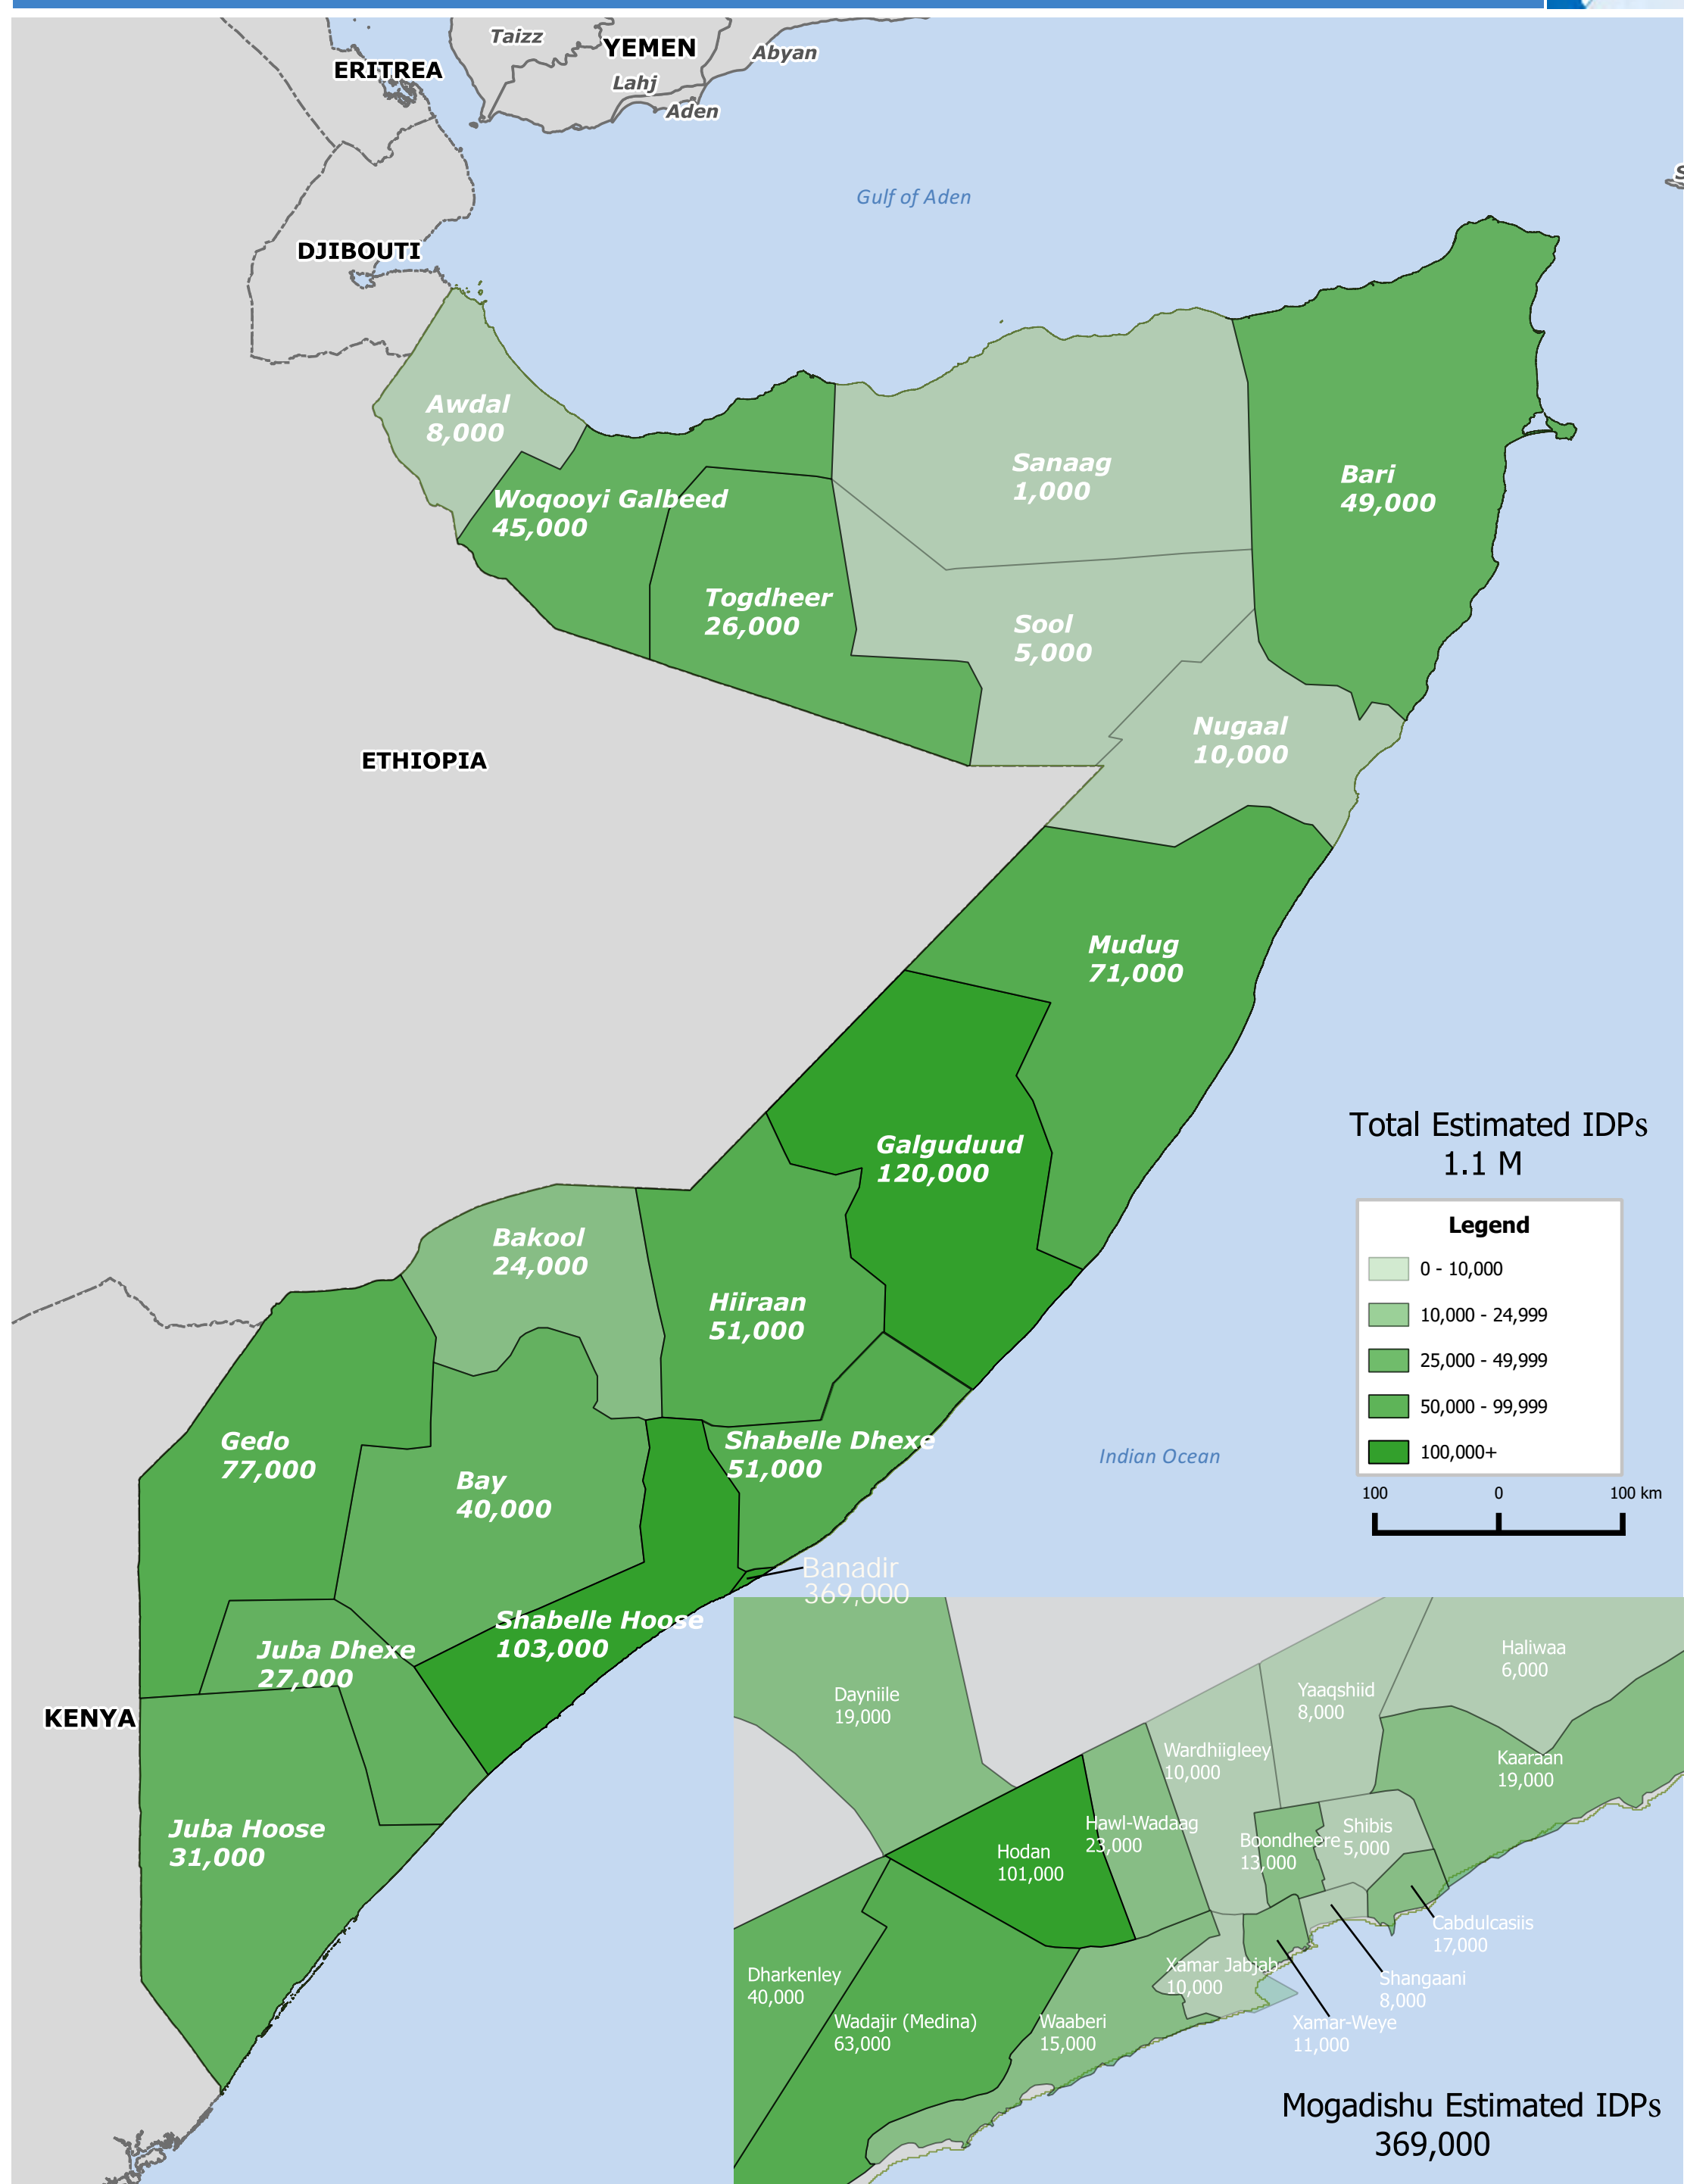 Taizz
YEMEN
Abyan
ERITREA
Lahj
Aden
Gulf of Aden
DJIBOUTI
Awdal
8,000
Woqooyi Galbeed
45,000
Togdheer
26,000
Sanaag
1,000
Sool
5,000
Bari
49,000
Nugaal
10,000
ETHIOPIA
Mudug
71,000
Galguduud
120,000
Total Estimated IDPs
1.1 M
Legend
0 - 10,000
10,000 - 24,999
25,000 - 49,999
50,000 - 99,999
100,000+
100 0 100 km
Bakool
24,000
Hiiraan
51,000
Gedo
77,000
Bay
40,000
Shabelle Dhexe
51,000
Indian Ocean
Banadir
369,000
Shabelle Hoose
103,000
Juba Dhexe
27,000
KENYA
Juba Hoose
31,000
Dayniile
19,000
Haliwaa
6,000
Yaaqshiid
8,000
Wardhiigleey
10,000
Kaaraan
19,000
Hawl-Wadaag
23,000
Hodan
101,000
Boondheere
13,000
Shibis
5,000
Cabdulcasiis
17,000
Xamar Jabjab
10,000
Shangaani
8,000
Dharkenley
40,000
Wadajir (Medina)
63,000
Waaberi
15,000
Xamar-Weye
11,000
Mogadishu Estimated IDPs
369,000